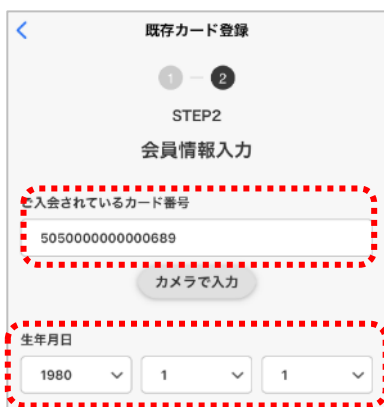 既存カード登録
1 2
STEP2
会員情報入力
ご入会されているカード番号
5050000000000689
カメラで入力
生年月日
1980 1 1